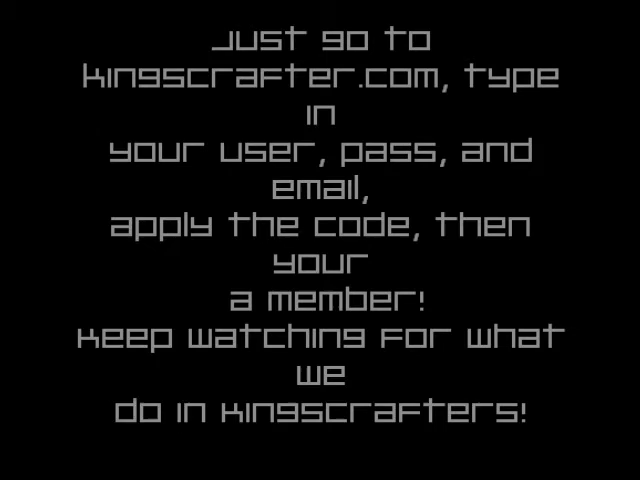 Just go to
kingscrafter.com, type
in
your user, pass, and
email,
apply the code, then
your
a member!
Keep watching for what
we
do in kingscrafters!